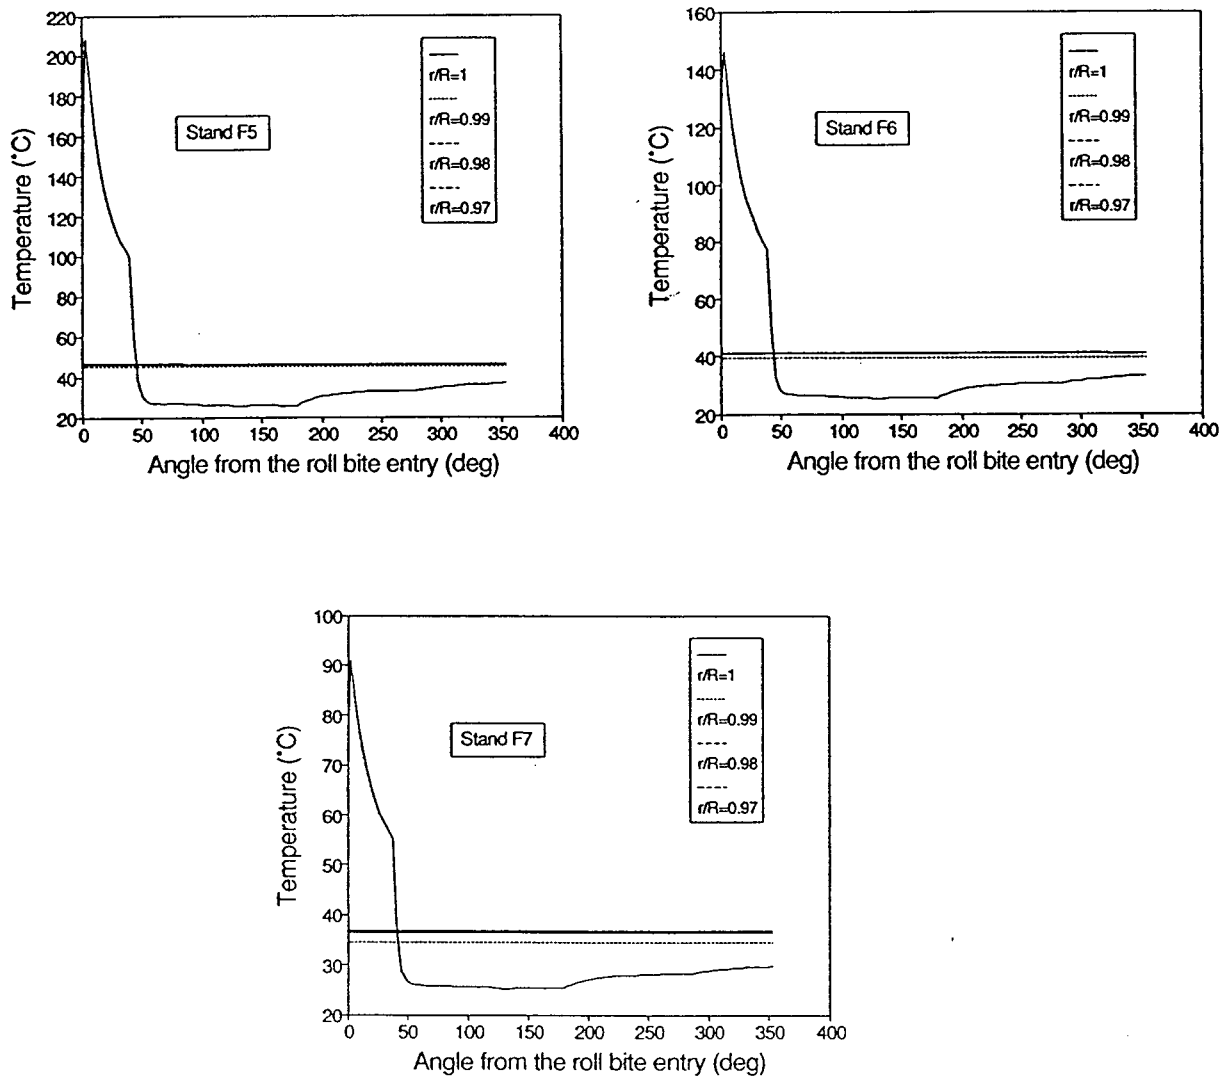 220
200
180
160
140
120
100
80
60
40
20
Temperature (°C)
Stand F5
r/R=1
r/R=0.99
r/R=0.98
r/R=0.97
0 50 100 150 200 250 300 350 400
Angle from the roll bite entry (deg)
160
140
120
100
80
60
40
20
Temperature (°C)
Stand F6
r/R=1
r/R=0.99
r/R=0.98
r/R=0.97
0 50 100 150 200 250 300 350 400
Angle from the roll bite entry (deg)
100
90
80
70
60
50
40
30
20
Temperature (°C)
Stand F7
r/R=1
r/R=0.99
r/R=0.98
r/R=0.97
0 50 100 150 200 250 300 350 400
Angle from the roll bite entry (deg)